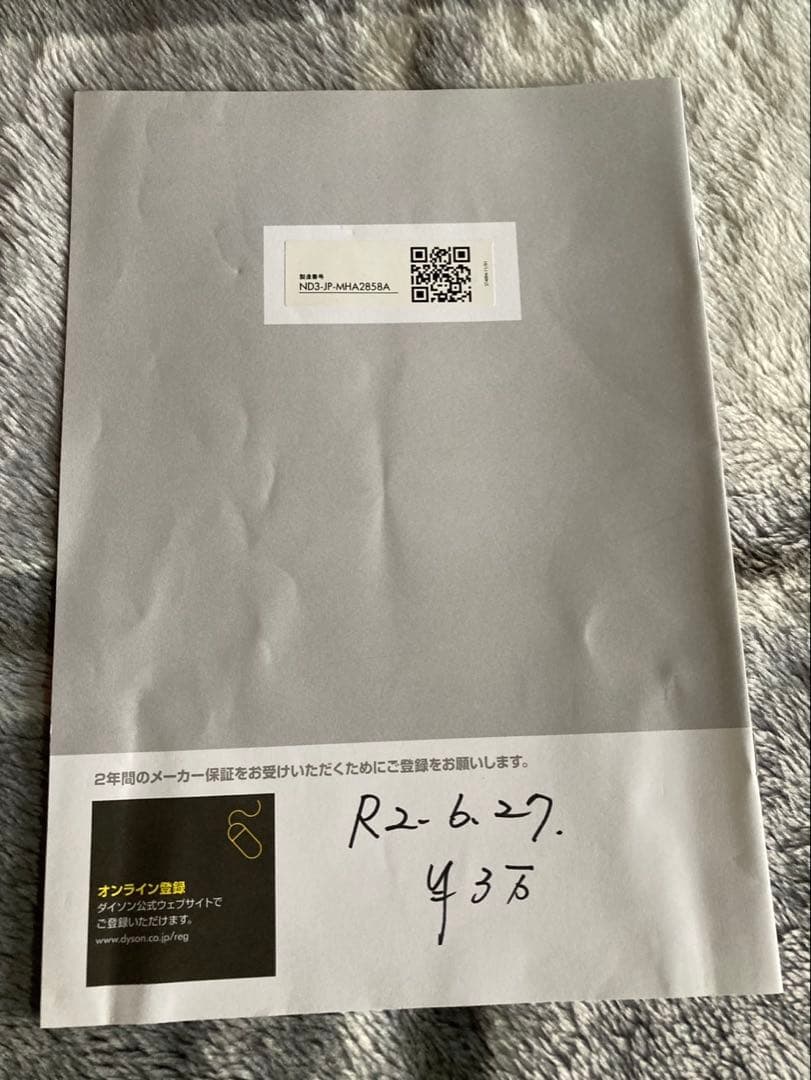 製造番号
ND3-JP-MHA2858A
2年間のメーカー保証をお受けいただくためにご登録をお願いします。
オンライン登録
ダイソン公式ウェブサイトで
ご登録いただけます。
www.dyson.co.jp/reg
R2.6.27.
¥3万